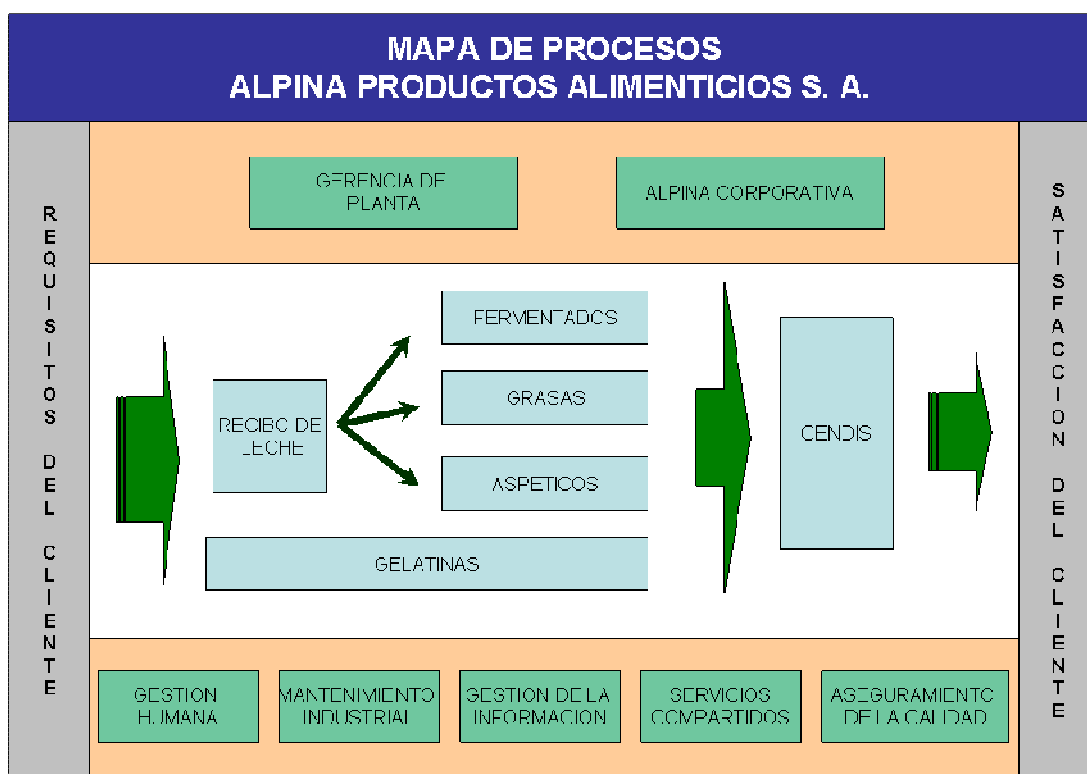 MAPA DE PROCESOS
ALPINA PRODUCTOS ALIMENTICIOS S. A.
REQUISITOS DEL CLIENTE
GERENCIA DE
PLANTA
ALPINA CORPORATIVA
RECIBO DE
LECHE
FERMENTADOS
GRASAS
ASPETICOS
GELATINAS
CENDIS
SATISFACCION DEL CLIENTE
GESTION
HUMANA
MANTENIMIENTO
INDUSTRIAL
GESTION DE LA
INFORMACION
SERVICIOS
COMPARTIDOS
ASEGURAMIENTO
DE LA CALIDAD